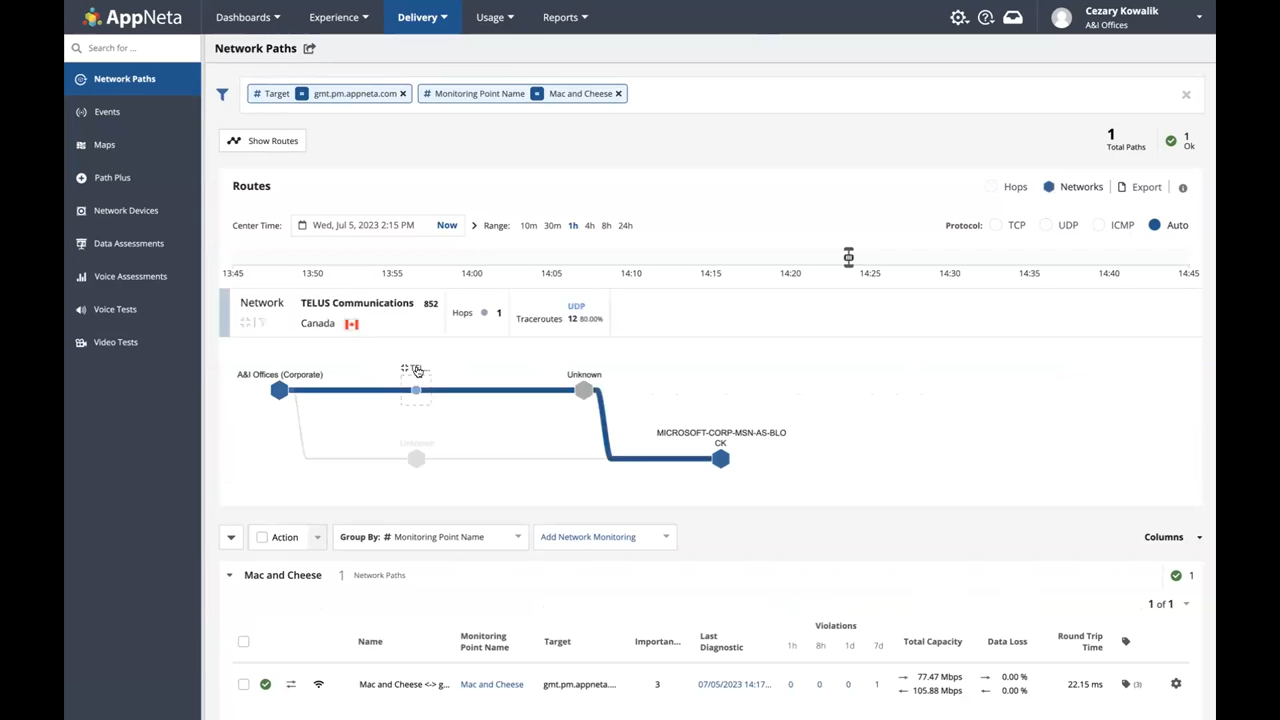 AppNeta
Dashboards
Experience
Delivery
Usage
Reports
Cezary Kowalik
A&I Offices
Search for ...
Network Paths
Events
Maps
Path Plus
Network Devices
Data Assessments
Voice Assessments
Voice Tests
Video Tests
Network Paths
# Target = gmt.pm.appneta.com ×
# Monitoring Point Name = Mac and Cheese ×
Show Routes
1
Total Paths
1
Ok
Routes
Hops
Networks
Export
Center Time:
Wed, Jul 5, 2023 2:15 PM
Now
Range:
10m 30m 1h 4h 8h 24h
Protocol:
TCP
UDP
ICMP
Auto
13:45 13:50 13:55 14:00 14:05 14:10 14:15 14:20 14:25 14:30 14:35 14:40 14:45
Network
TELUS Communications 852
Canada
Hops 1
UDP
Traceroutes 12 80.00%
A&I Offices (Corporate)
Unknown
Unknown
MICROSOFT-CORP-MSN-AS-BLO
CK
Action
Group By: # Monitoring Point Name
Add Network Monitoring
Columns
Mac and Cheese 1 Network Paths
1
1 of 1
Name
Monitoring
Point Name
Target
Importan...
Last
Diagnostic
Violations
1h 8h 1d 7d
Total Capacity
Data Loss
Round Trip
Time
Mac and Cheese <-> g...
Mac and Cheese
gmt.pm.appneta....
3
07/05/2023 14:17...
0 0 0 1
→ 77.47 Mbps
← 105.88 Mbps
→ 0.00 %
← 0.00 %
22.15 ms
(3)